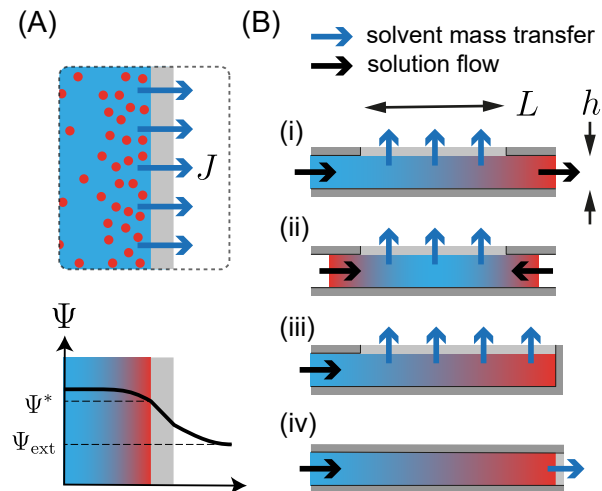 (A)
J
Ψ
Ψ*
Ψext
(B)
solvent mass transfer
solution flow
L
h
(i)
(ii)
(iii)
(iv)